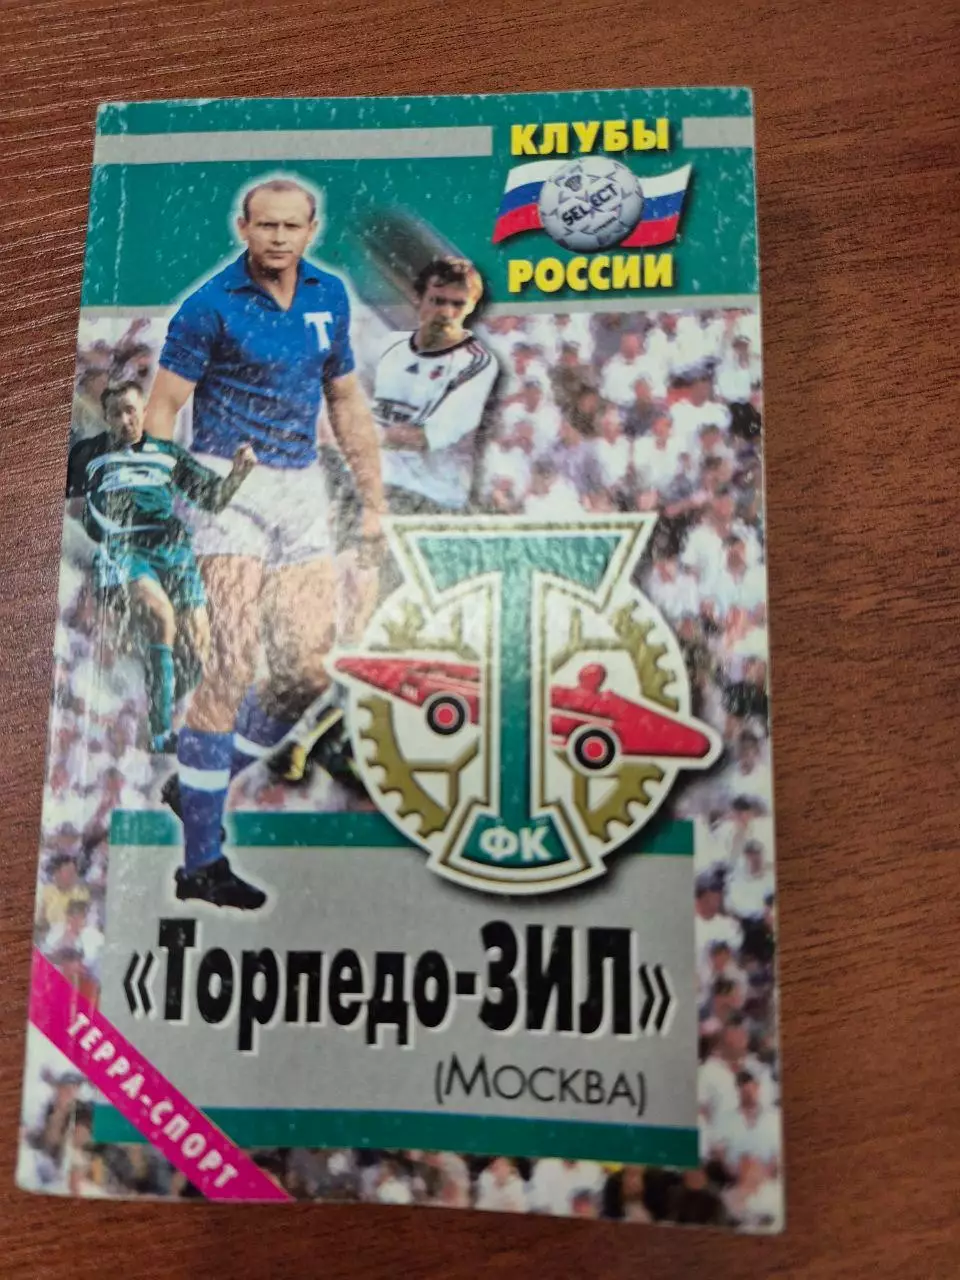 КЛУБЫ
SELECT
РОССИИ
Т
Т
ФК
«Торпедо-ЗИЛ»
(МОСКВА)
ТЕРРА-СПОРТ